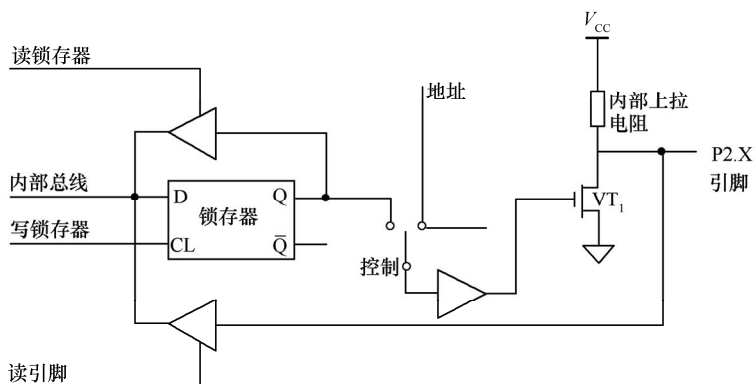 V_CC
读锁存器
地址
内部上拉
电阻
P2.X
引脚
内部总线
D
Q
锁存器
VT₁
写锁存器
CL
Q̅
控制
读引脚